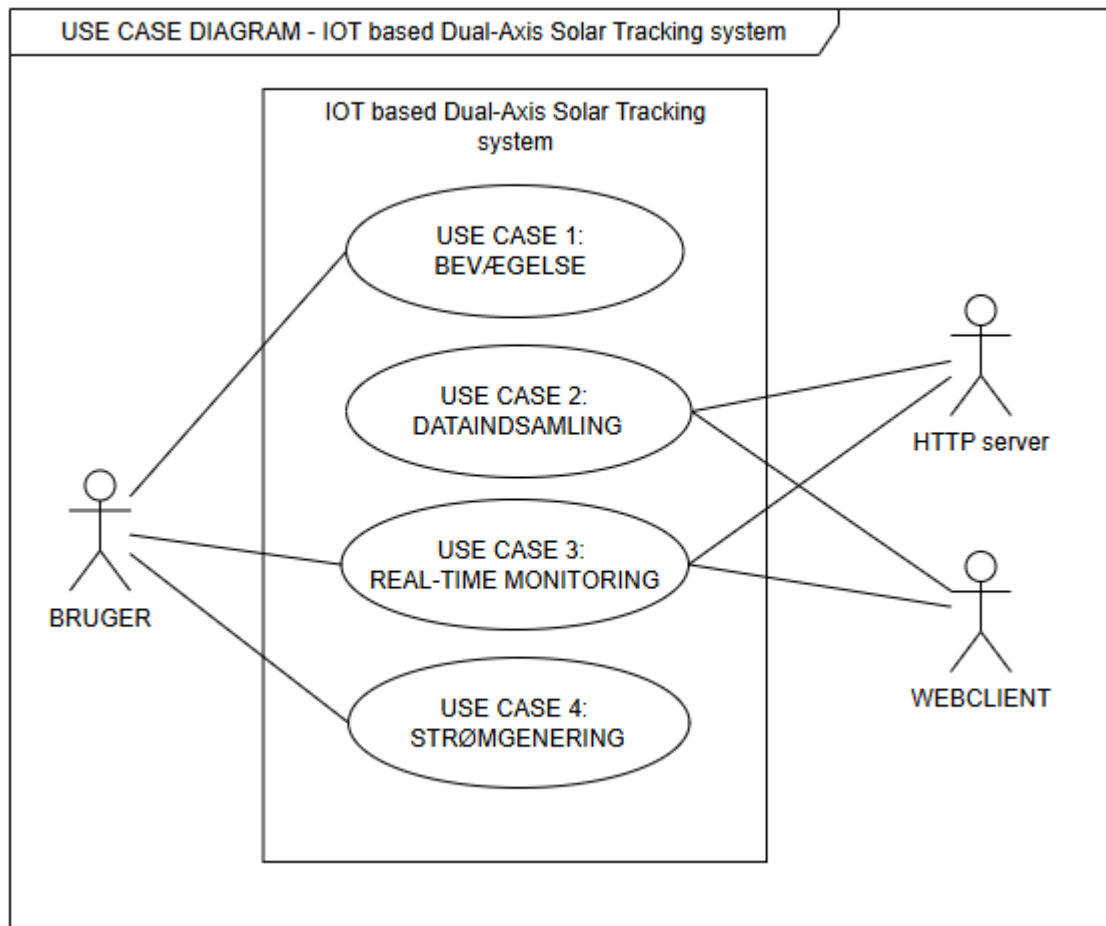 USE CASE DIAGRAM - IOT based Dual-Axis Solar Tracking system
IOT based Dual-Axis Solar Tracking
system
USE CASE 1:
BEVÆGELSE
USE CASE 2:
DATAINDSAMLING
HTTP server
USE CASE 3:
REAL-TIME MONITORING
BRUGER
WEBCLIENT
USE CASE 4:
STRØMGENERING